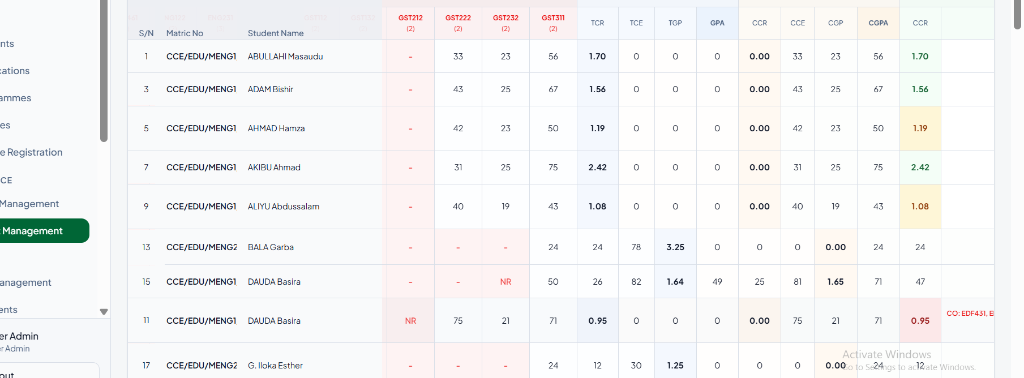 nts
ations
ammes
es
e Registration
CE
Management
t Management
anagement
ents
er Admin
er Admin
out
S/N Matric No Student Name GST212 (2) GST222 (2) GST232 (2) GST311 (2) TCR TCE TGP GPA CCR CCE CGP CGPA CCR
1 CCE/EDU/MENG1 ABULLAHI Masaudu - 33 23 56 1.70 0 0 0 0.00 33 23 56 1.70
3 CCE/EDU/MENG1 ADAM Bishir - 43 25 67 1.56 0 0 0 0.00 43 25 67 1.56
5 CCE/EDU/MENG1 AHMAD Hamza - 42 23 50 1.19 0 0 0 0.00 42 23 50 1.19
7 CCE/EDU/MENG1 AKIBU Ahmad - 31 25 75 2.42 0 0 0 0.00 31 25 75 2.42
9 CCE/EDU/MENG1 ALIYU Abdussalam - 40 19 43 1.08 0 0 0 0.00 40 19 43 1.08
13 CCE/EDU/MENG2 BALA Garba - - - 24 24 78 3.25 0 0 0 0.00 24 24
15 CCE/EDU/MENG1 DAUDA Basira - - NR 50 26 82 1.64 49 25 81 1.65 71 47
11 CCE/EDU/MENG1 DAUDA Basira NR 75 21 71 0.95 0 0 0 0.00 75 21 71 0.95 CO: EDF431, E
17 CCE/EDU/MENG2 G. Iloka Esther - - - 24 12 30 1.25 0 0 0 0.00 24 12
Activate Windows
Go to Settings to activate Windows.